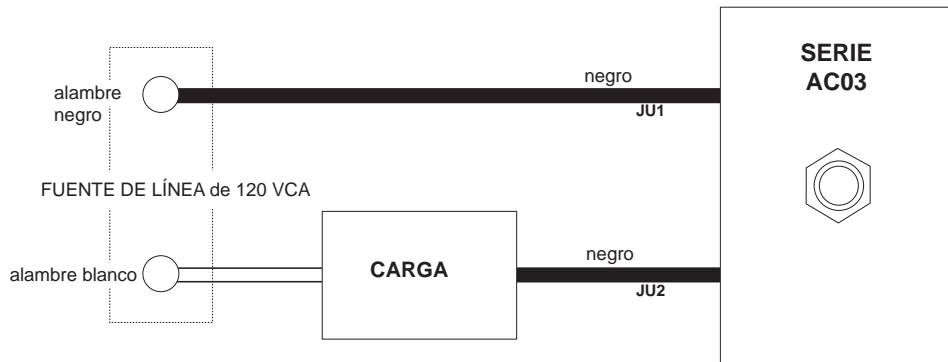 SERIE
AC03
negro
JU1
alambre
negro
FUENTE DE LÍNEA de 120 VCA
alambre blanco
CARGA
negro
JU2